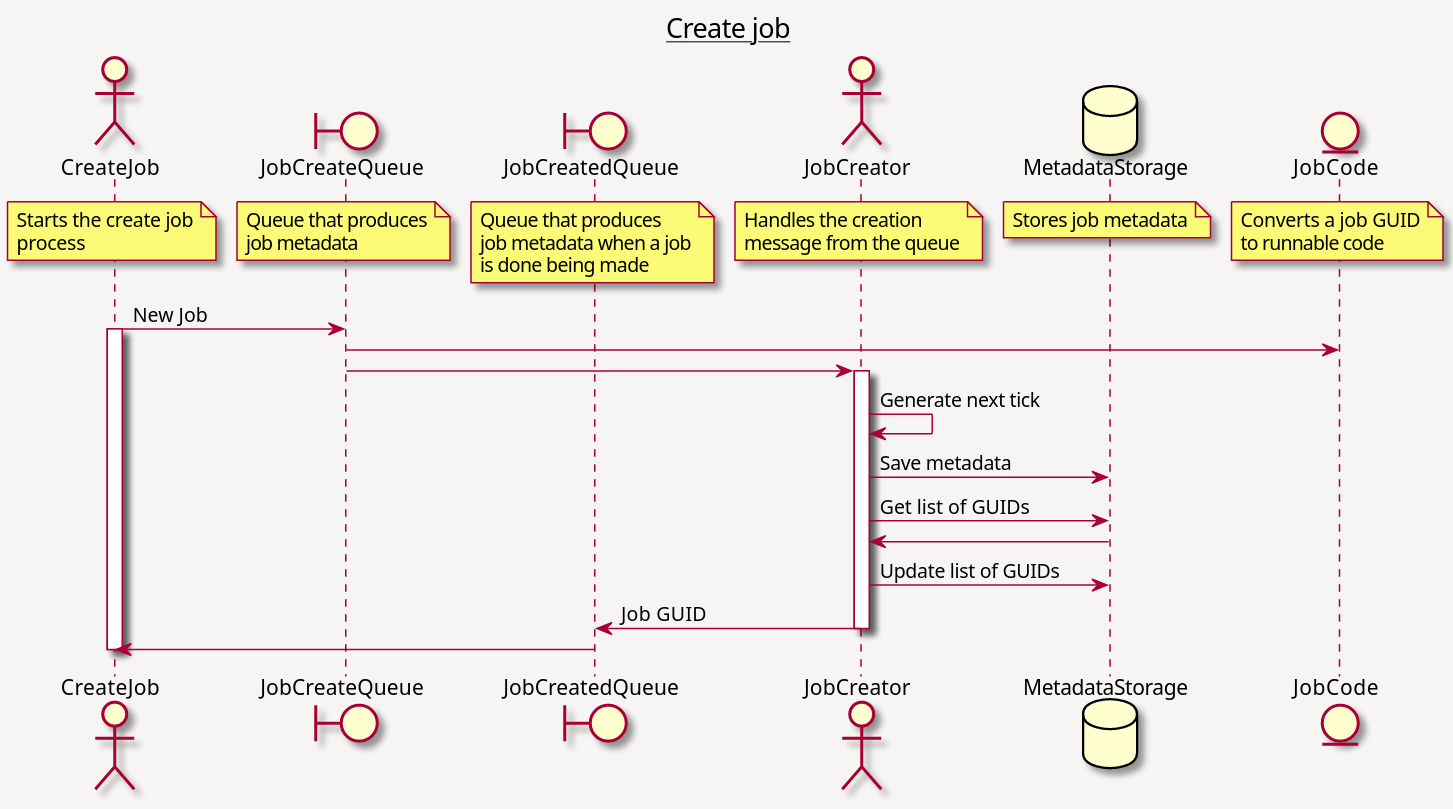 Create job
CreateJob
JobCreateQueue
JobCreatedQueue
JobCreator
MetadataStorage
JobCode
Starts the create job
process
Queue that produces
job metadata
Queue that produces
job metadata when a job
is done being made
Handles the creation
message from the queue
Stores job metadata
Converts a job GUID
to runnable code
New Job
Generate next tick
Save metadata
Get list of GUIDs
Update list of GUIDs
Job GUID
CreateJob
JobCreateQueue
JobCreatedQueue
JobCreator
MetadataStorage
JobCode